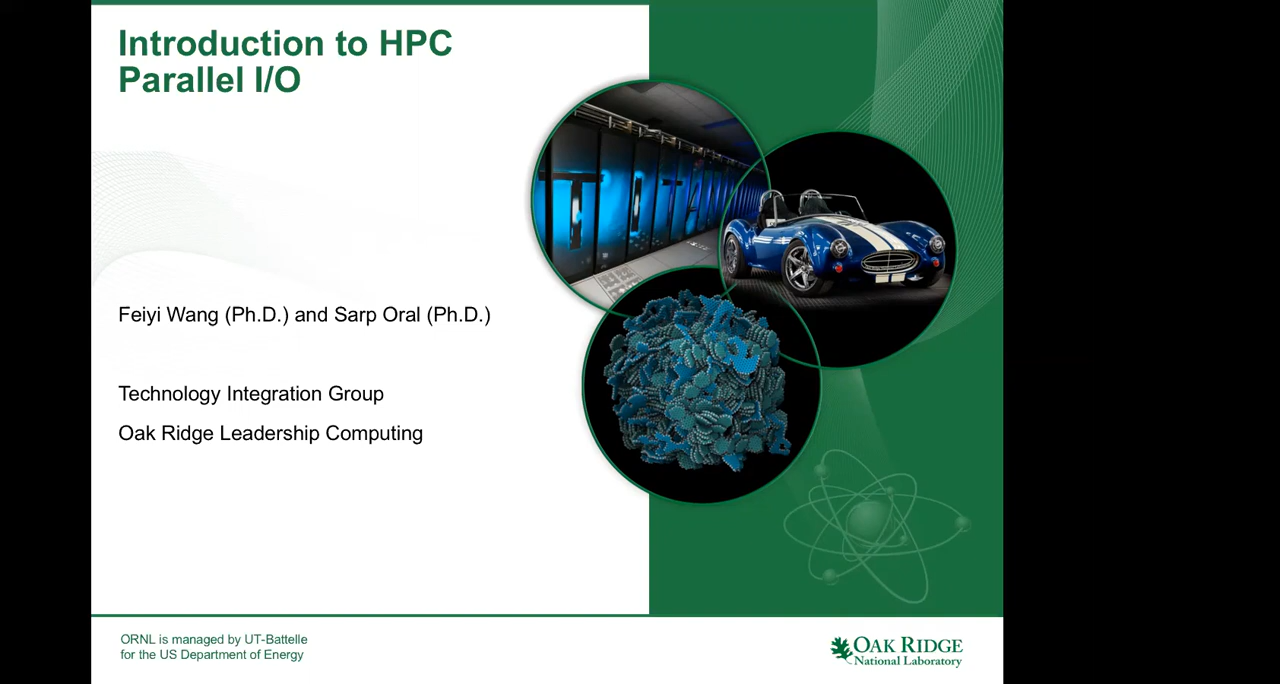 Introduction to HPC
Parallel I/O
TITAN
Feiyi Wang (Ph.D.) and Sarp Oral (Ph.D.)
Technology Integration Group
Oak Ridge Leadership Computing
ORNL is managed by UT-Battelle
for the US Department of Energy
OAK RIDGE
National Laboratory